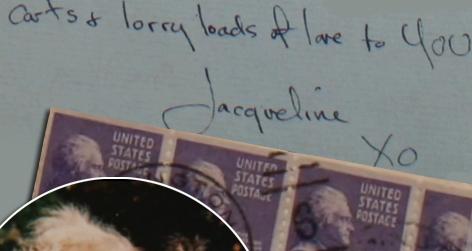 carts & lorry loads of love to you
Jacqueline
XO
UNITED
STATES
POSTAGE
UNITED
STATES
POSTAGE
UNITED
STATES
POSTAGE